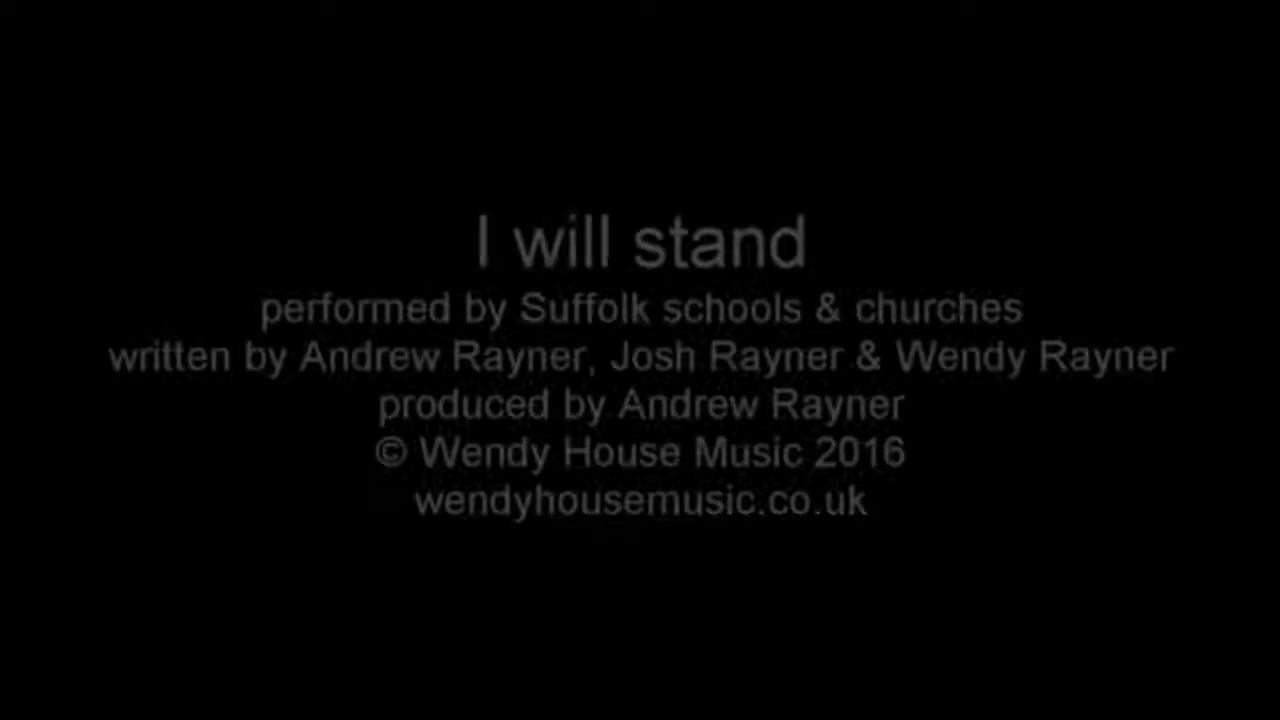 I will stand
performed by Suffolk schools & churches
written by Andrew Rayner, Josh Rayner & Wendy Rayner
produced by Andrew Rayner
© Wendy House Music 2016
wendyhousemusic.co.uk